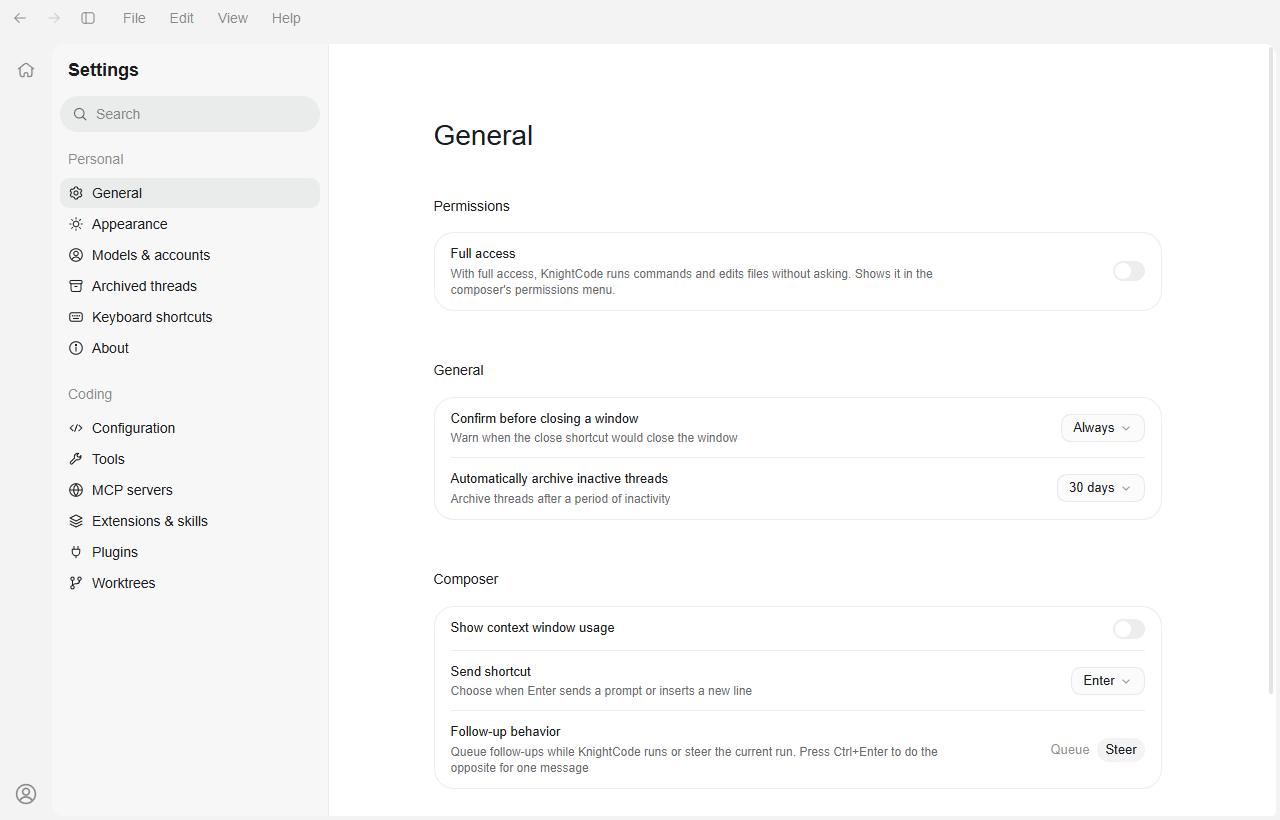 File Edit View Help
Settings
Search
Personal
General
Appearance
Models & accounts
Archived threads
Keyboard shortcuts
About
Coding
Configuration
Tools
MCP servers
Extensions & skills
Plugins
Worktrees
General
Permissions
Full access
With full access, KnightCode runs commands and edits files without asking. Shows it in the
composer's permissions menu.
General
Confirm before closing a window
Warn when the close shortcut would close the window
Always
Automatically archive inactive threads
Archive threads after a period of inactivity
30 days
Composer
Show context window usage
Send shortcut
Choose when Enter sends a prompt or inserts a new line
Enter
Follow-up behavior
Queue follow-ups while KnightCode runs or steer the current run. Press Ctrl+Enter to do the
opposite for one message
Queue Steer